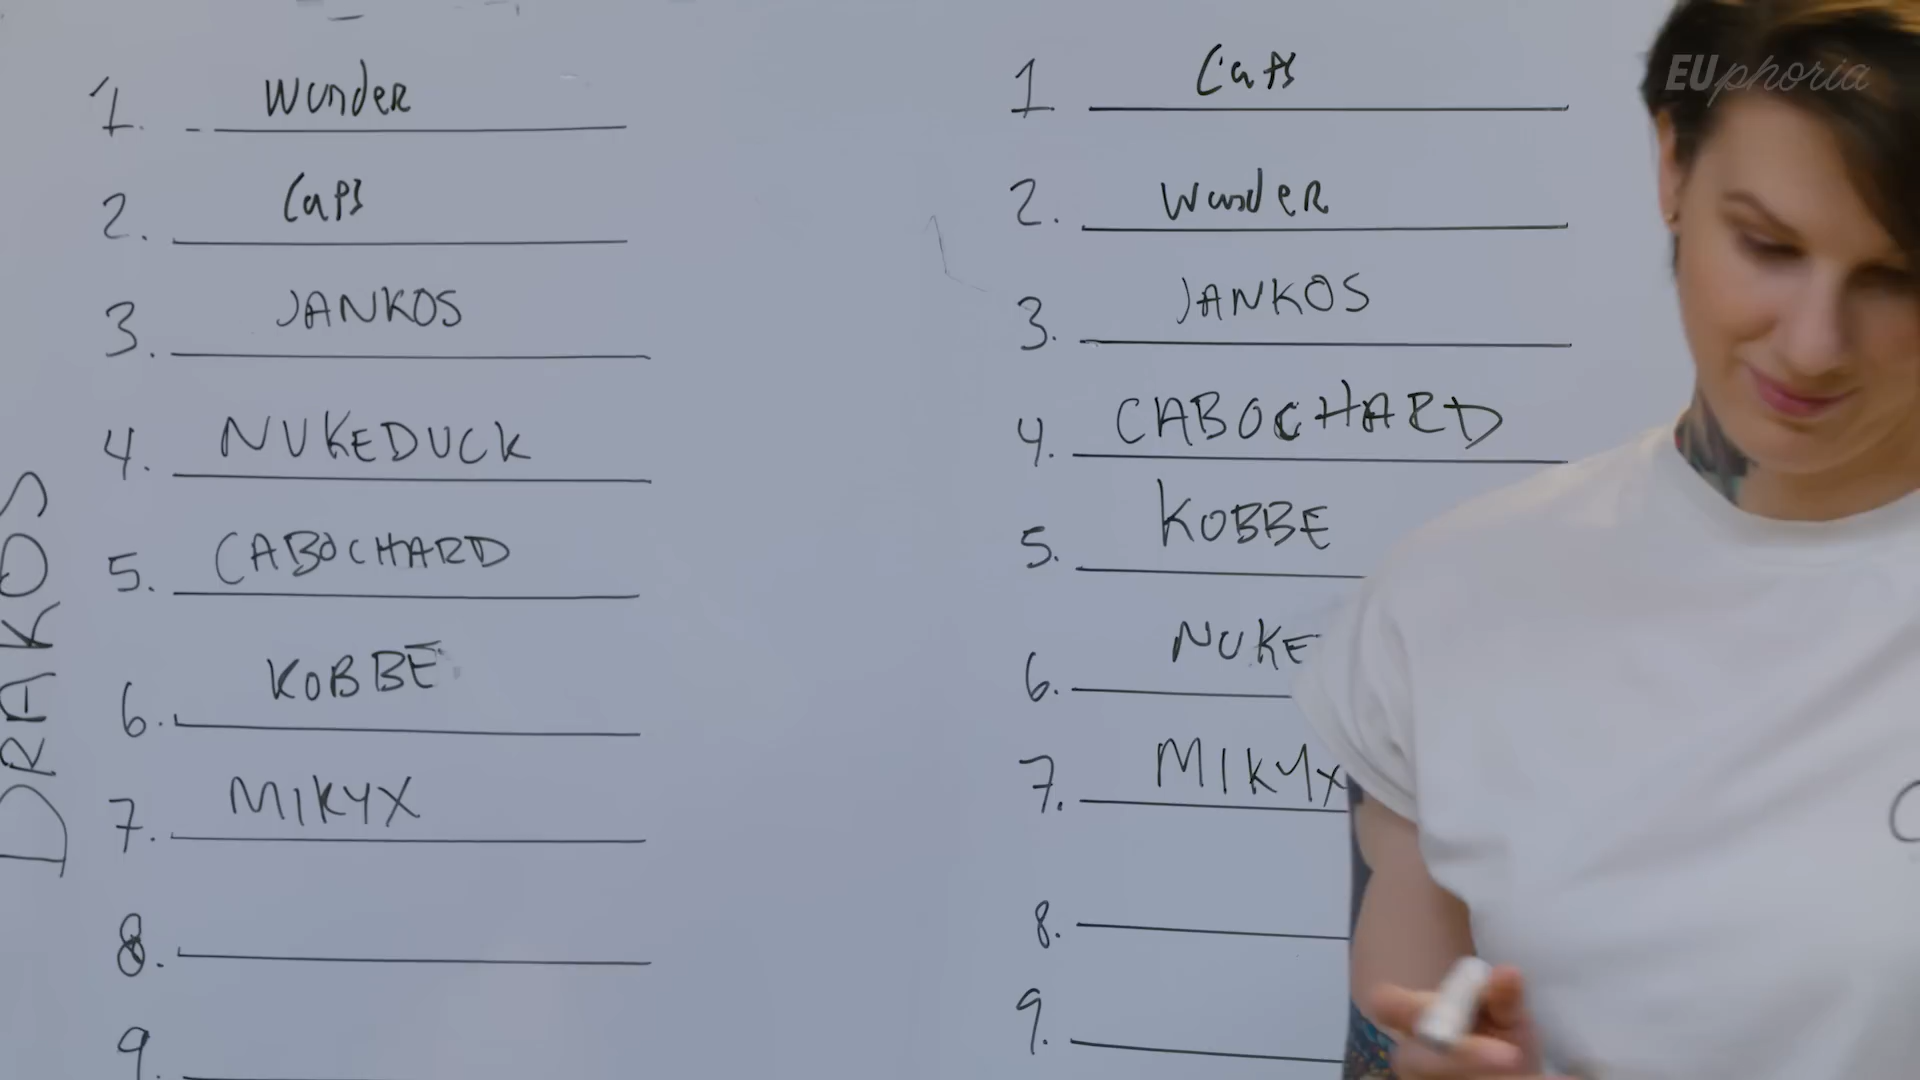 EUphoria
1. Wunder
2. Caps
3. JANKOS
4. NUKEDUCK
5. CABOCHARD
6. KOBBE
7. MIKYX
8.
9
DRAKOS
1 Caps
2. Wunder
3. JANKOS
4. CABOCHARD
5. KOBBE
6. NUKE
7. MIKYX
8.
9.